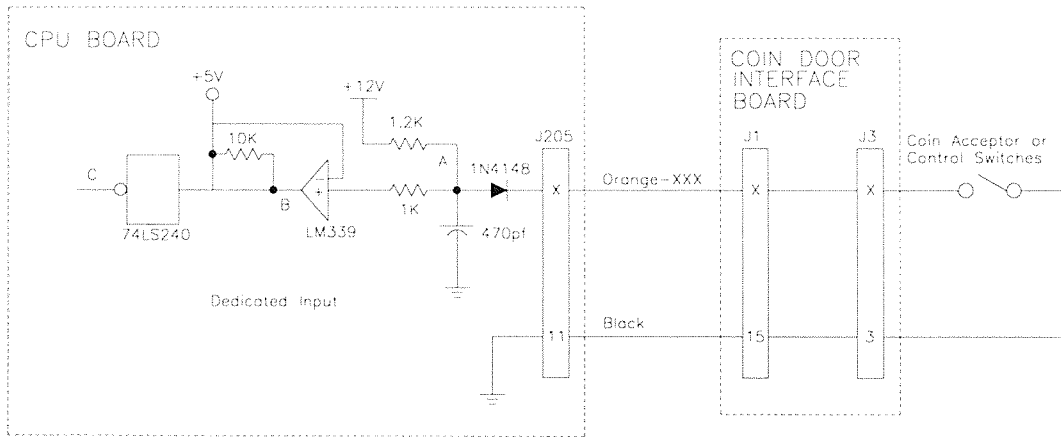 CPU BOARD
+5V
+12V
10K
1.2K
A
J205
1N4148
C
B
+
1K
X
74LS240
LM339
470pf
Dedicated Input
11
Orange-XXX
Black
COIN DOOR
INTERFACE
BOARD
J1
J3
X
X
15
3
Coin Acceptor or
Control Switches